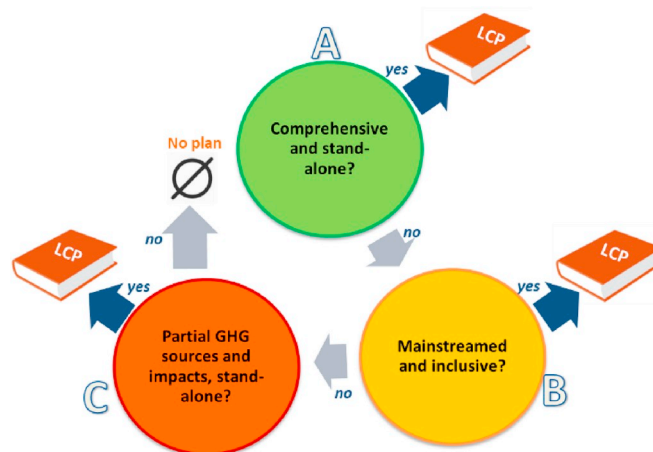 A
yes
LCP
Comprehensive
and stand-
alone?
No plan
no
no
LCP
yes
Partial GHG
sources and
impacts, stand-
alone?
C
no
Mainstreamed
and inclusive?
yes
LCP
B